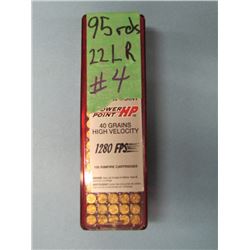 95 rds
22 LR
#4
POWER
POINT HP
40 GRAINS
HIGH VELOCITY
1280 FPS
100 RIMFIRE CARTRIDGES